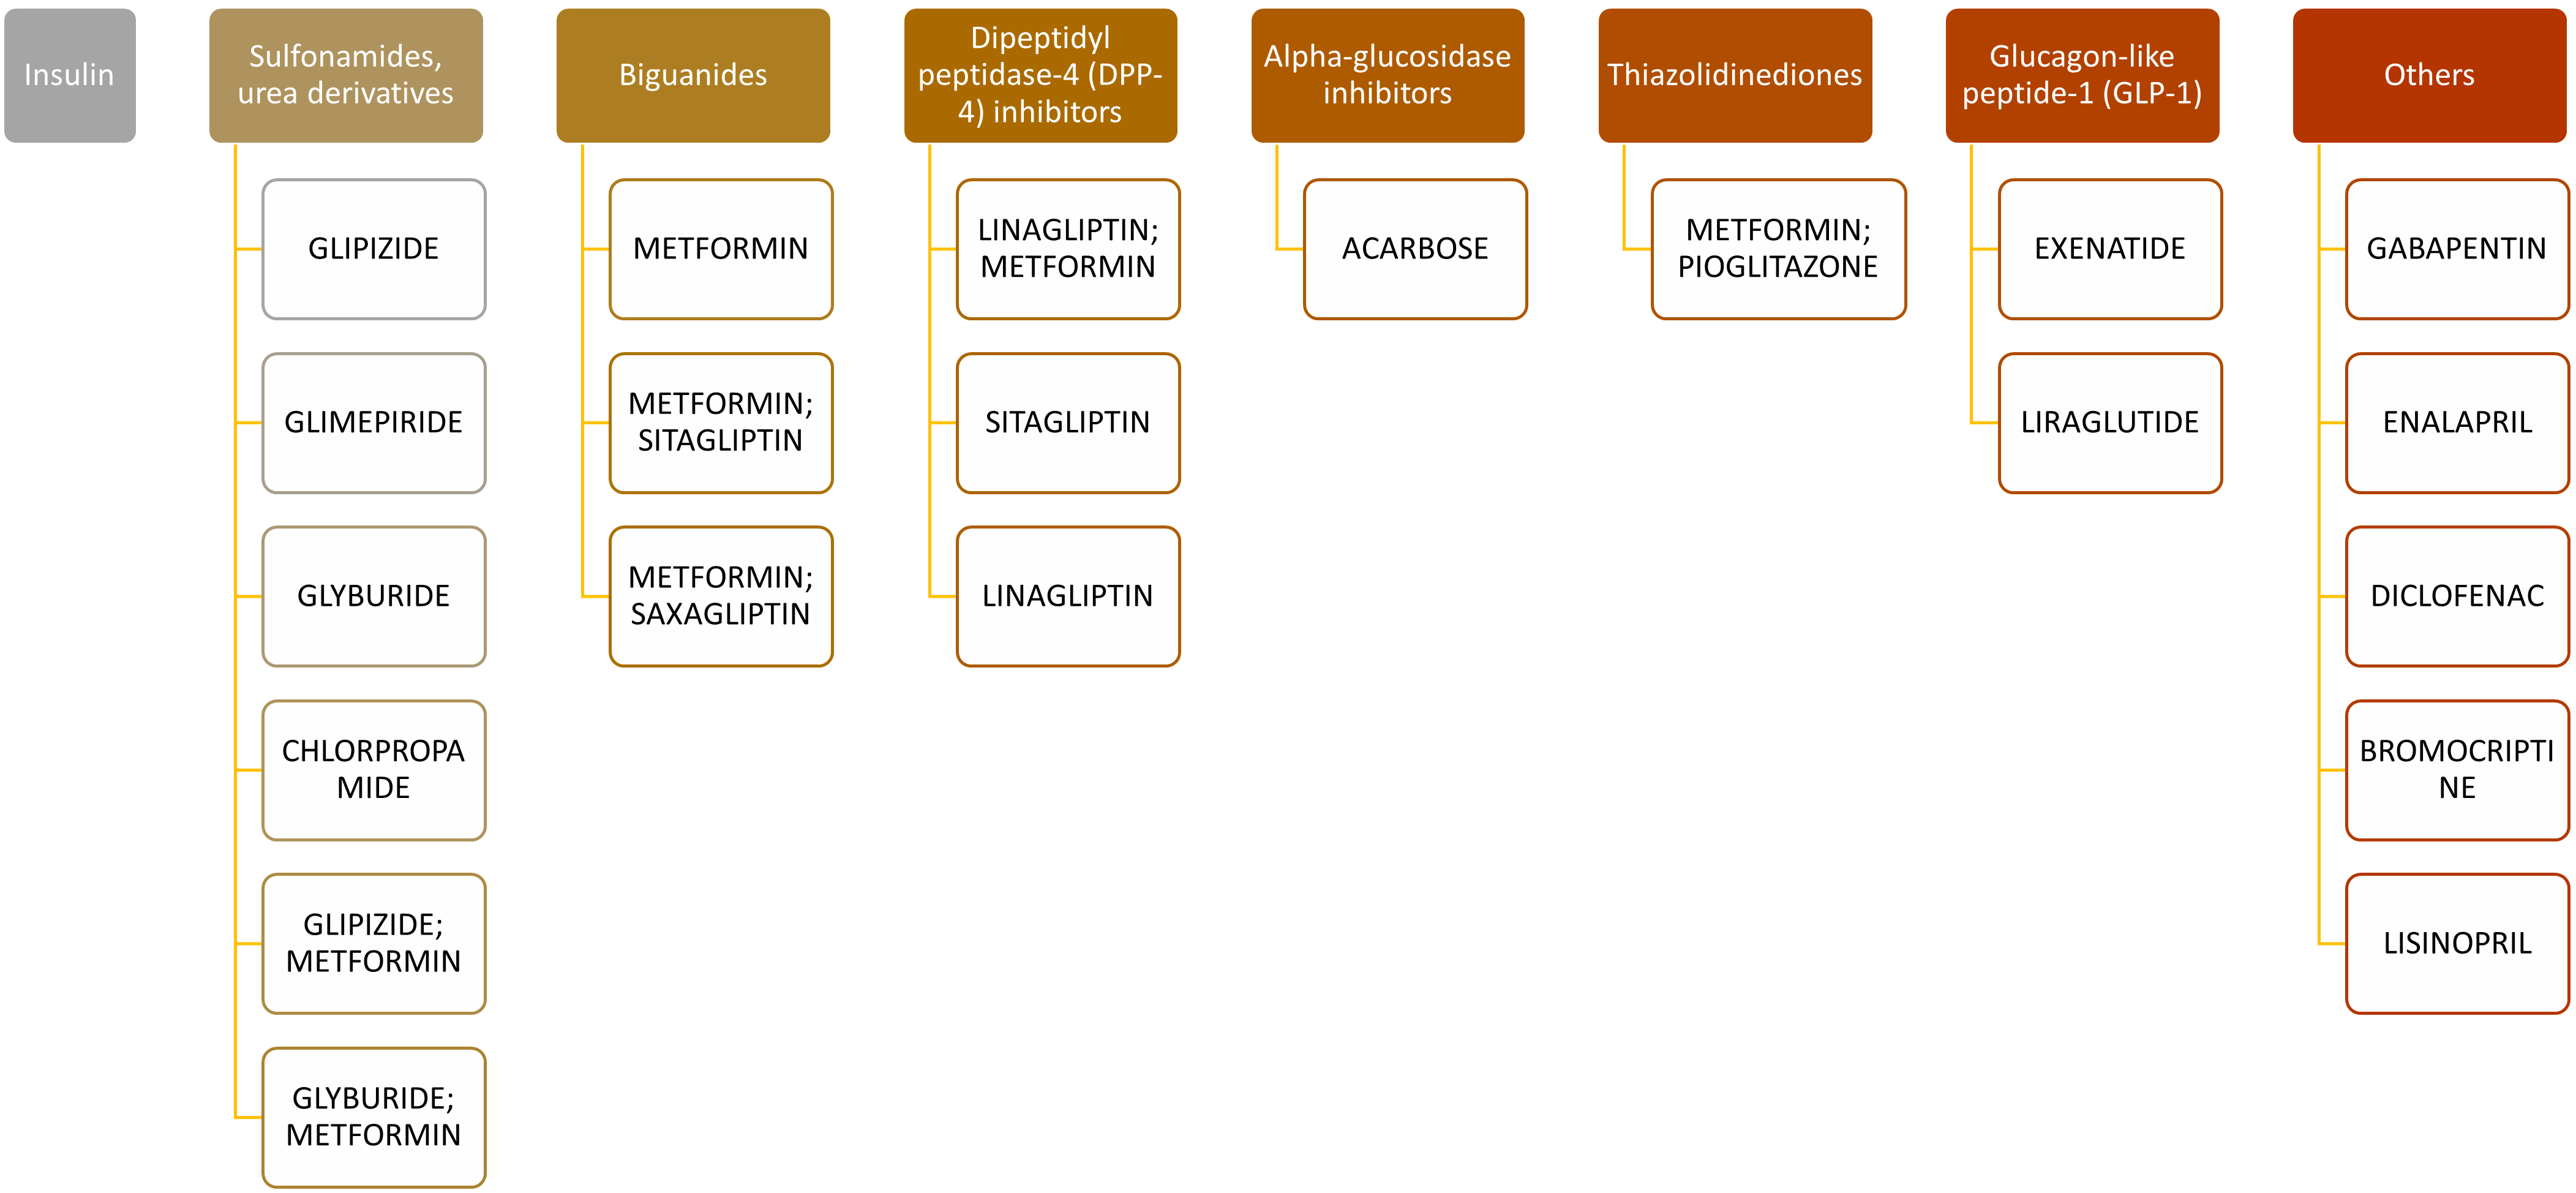 Insulin
Sulfonamides,
urea derivatives
GLIPIZIDE
GLIMEPIRIDE
GLYBURIDE
CHLORPROPA
MIDE
GLIPIZIDE;
METFORMIN
GLYBURIDE;
METFORMIN
Biguanides
METFORMIN
METFORMIN;
SITAGLIPTIN
METFORMIN;
SAXAGLIPTIN
Dipeptidyl
peptidase-4 (DPP-
4) inhibitors
LINAGLIPTIN;
METFORMIN
SITAGLIPTIN
LINAGLIPTIN
Alpha-glucosidase
inhibitors
ACARBOSE
Thiazolidinediones
METFORMIN;
PIOGLITAZONE
Glucagon-like
peptide-1 (GLP-1)
EXENATIDE
LIRAGLUTIDE
Others
GABAPENTIN
ENALAPRIL
DICLOFENAC
BROMOCRIPTI
NE
LISINOPRIL